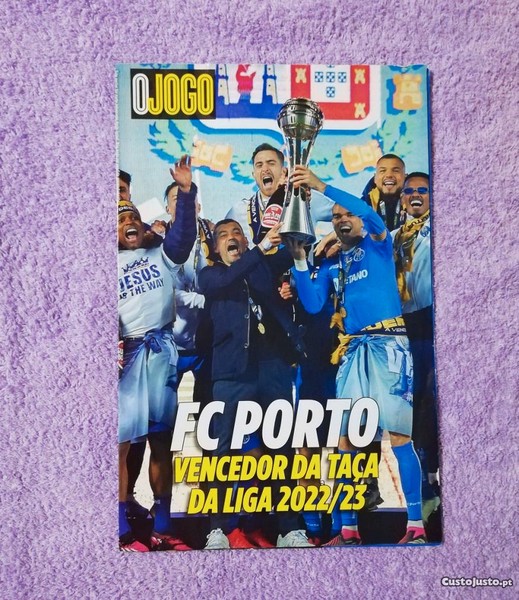 OJOGO
JESUS
THE WAY
FC PORTO
VENCEDOR DA TAÇA
DA LIGA 2022/23
CustoJusto.pt